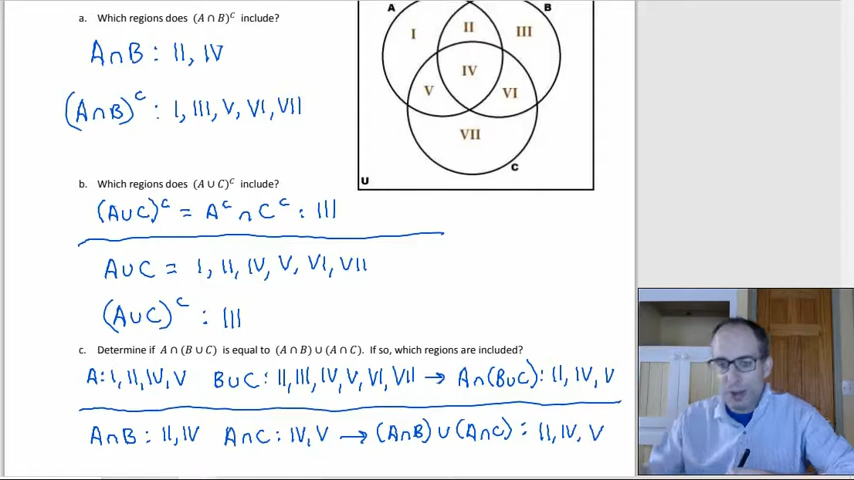 a. Which regions does (A ∩ B)ᶜ include?
A∩B : II, IV
(A∩B)ᶜ : I, III, V, VI, VII
A
B
I
II
III
IV
V
VI
VII
C
U
b. Which regions does (A ∪ C)ᶜ include?
(A∪C)ᶜ = Aᶜ ∩ Cᶜ : III
A∪C = I, II, IV, V, VI, VII
(A∪C)ᶜ : III
c. Determine if A ∩ (B ∪ C) is equal to (A ∩ B) ∪ (A ∩ C). If so, which regions are included?
A: I, II, IV, V B∪C : II, III, IV, V, VI, VII → A∩(B∪C) : II, IV, V
A∩B : II, IV A∩C : IV, V → (A∩B) ∪ (A∩C) : II, IV, V